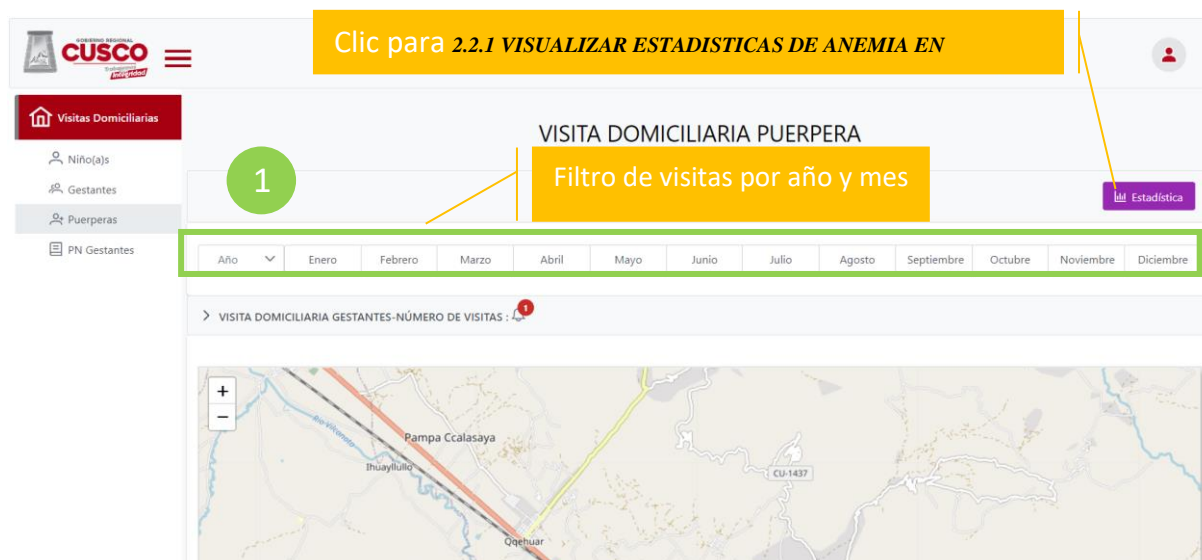 Clic para 2.2.1 VISUALIZAR ESTADISTICAS DE ANEMIA EN
GOBIERNO REGIONAL
CUSCO
Trabajamos
Integridad
Visitas Domiciliarias
Niño(a)s
Gestantes
Puerperas
PN Gestantes
VISITA DOMICILIARIA PUERPERA
1
Filtro de visitas por año y mes
Estadística
Año Enero Febrero Marzo Abril Mayo Junio Julio Agosto Septiembre Octubre Noviembre Diciembre
> VISITA DOMICILIARIA GESTANTES-NÚMERO DE VISITAS : 1
+
−
Rio Vilcanota
Pampa Ccalasaya
Ihuayllullo
CU-1437
Qqehuar